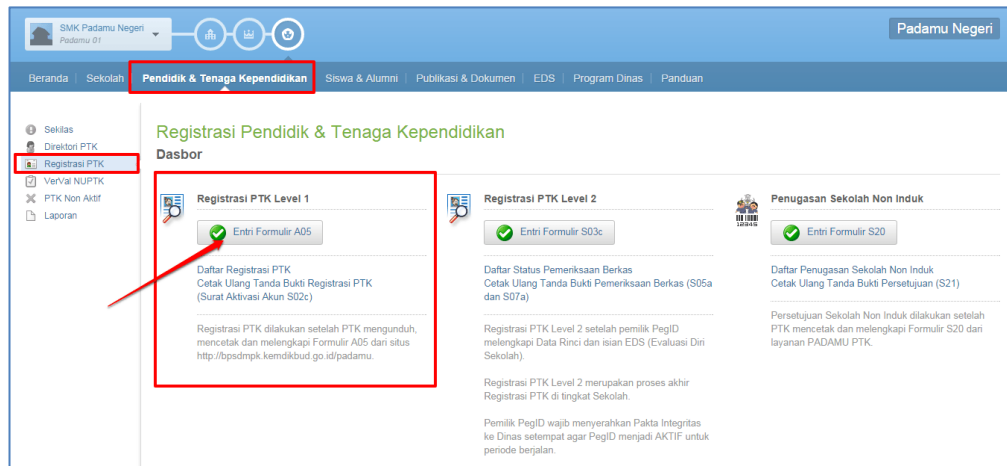 SMK Padamu Negeri
Padamu 01
Padamu Negeri
Beranda | Sekolah | Pendidik & Tenaga Kependidikan | Siswa & Alumni | Publikasi & Dokumen | EDS | Program Dinas | Panduan
Sekilas
Direktori PTK
Registrasi PTK
VerVal NUPTK
PTK Non Aktif
Laporan
Registrasi Pendidik & Tenaga Kependidikan
Dasbor
Registrasi PTK Level 1
Entri Formulir A05
Daftar Registrasi PTK
Cetak Ulang Tanda Bukti Registrasi PTK
(Surat Aktivasi Akun S02c)
Registrasi PTK dilakukan setelah PTK mengunduh,
mencetak dan melengkapi Formulir A05 dari situs
http://bpsdmpk.kemdikbud.go.id/padamu.
Registrasi PTK Level 2
Entri Formulir S03c
Daftar Status Pemeriksaan Berkas
Cetak Ulang Tanda Bukti Pemeriksaan Berkas (S05a
dan S07a)
Registrasi PTK Level 2 setelah pemilik PegID
melengkapi Data Rinci dan isian EDS (Evaluasi Diri
Sekolah).
Registrasi PTK Level 2 merupakan proses akhir
Registrasi PTK di tingkat Sekolah.
Pemilik PegID wajib menyerahkan Pakta Integritas
ke Dinas setempat agar PegID menjadi AKTIF untuk
periode berjalan.
12345
Penugasan Sekolah Non Induk
Entri Formulir S20
Daftar Penugasan Sekolah Non Induk
Cetak Ulang Tanda Bukti Persetujuan (S21)
Persetujuan Sekolah Non Induk dilakukan setelah
PTK mencetak dan melengkapi Formulir S20 dari
layanan PADAMU PTK.